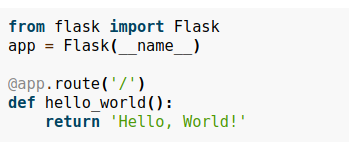 from flask import Flask
app = Flask(__name__)

@app.route('/')
def hello_world():
    return 'Hello, World!'